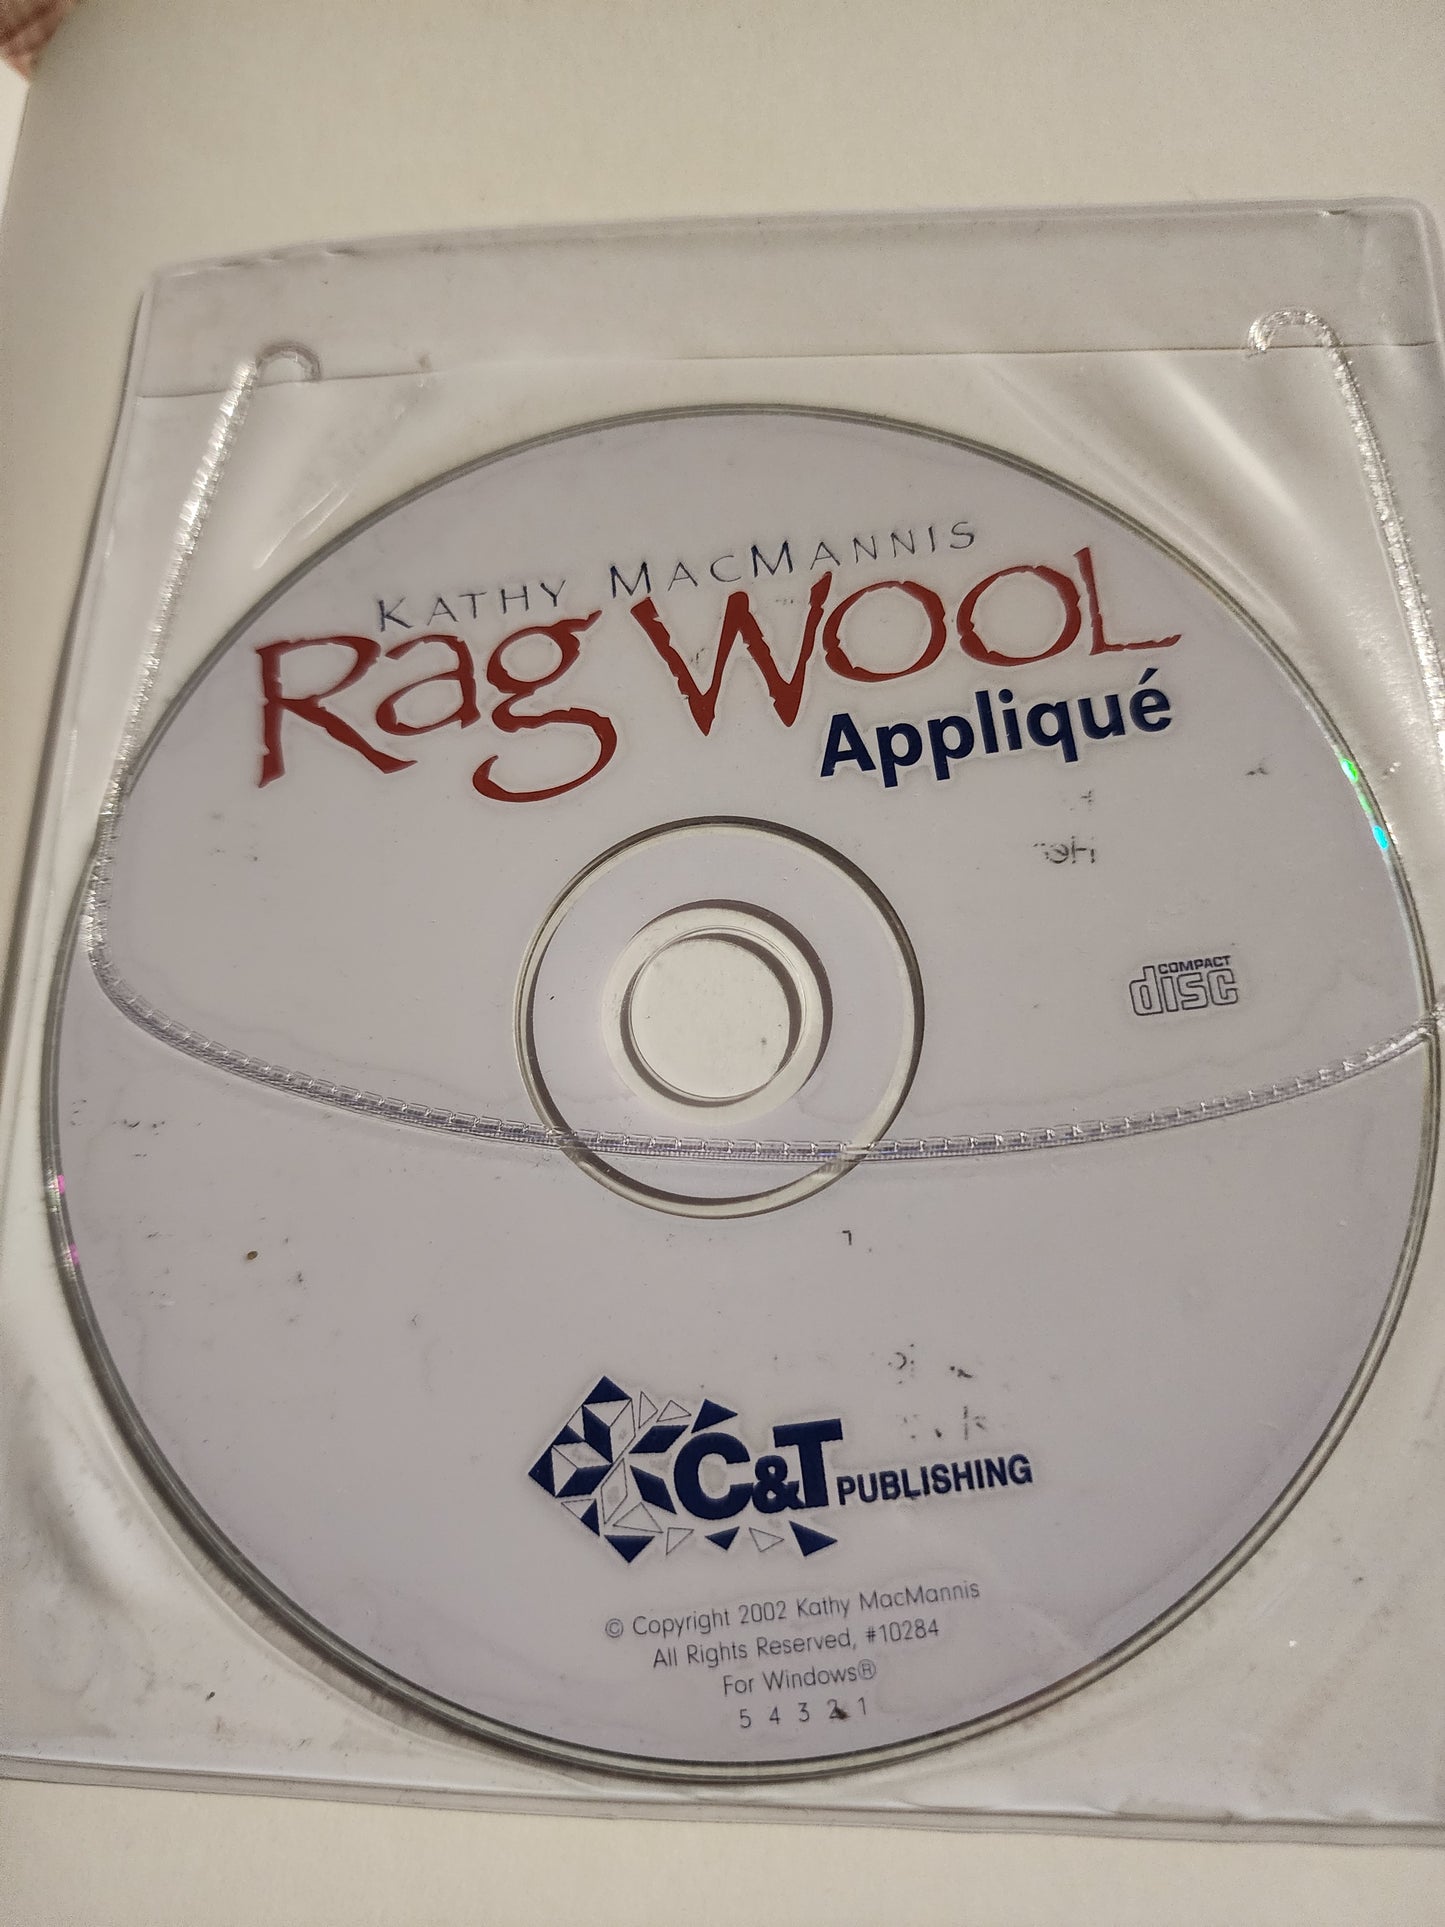 KATHY MACMANNIS
Rag Wool
Appliqué
COMPACT
disc
C&T PUBLISHING
© Copyright 2002 Kathy MacMannis
All Rights Reserved, #10284
For Windows®
5 4 3 2 1